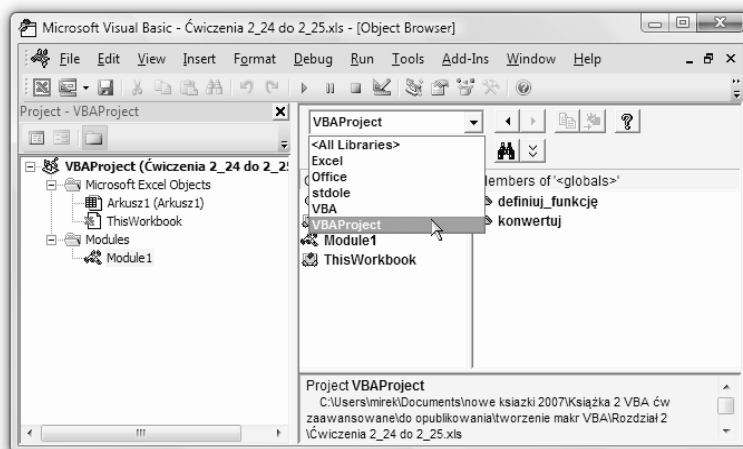 Microsoft Visual Basic - Ćwiczenia 2_24 do 2_25.xls - [Object Browser]
File Edit View Insert Format Debug Run Tools Add-Ins Window Help
Project - VBAProject
VBAProject (Ćwiczenia 2_24 do 2_2
Microsoft Excel Objects
Arkusz1 (Arkusz1)
ThisWorkbook
Modules
Module1
VBAProject
<All Libraries>
Excel
Office
stdole
VBA
VBAProject
Module1
ThisWorkbook
embers of '<globals>'
definiuj_funkcję
konwertuj
Project VBAProject
C:\Users\mirek\Documents\nowe ksiazki 2007\Książka 2 VBA ćw
zaawansowane\do opublikowania\tworzenie makr VBA\Rozdział 2
\Ćwiczenia 2_24 do 2_25.xls